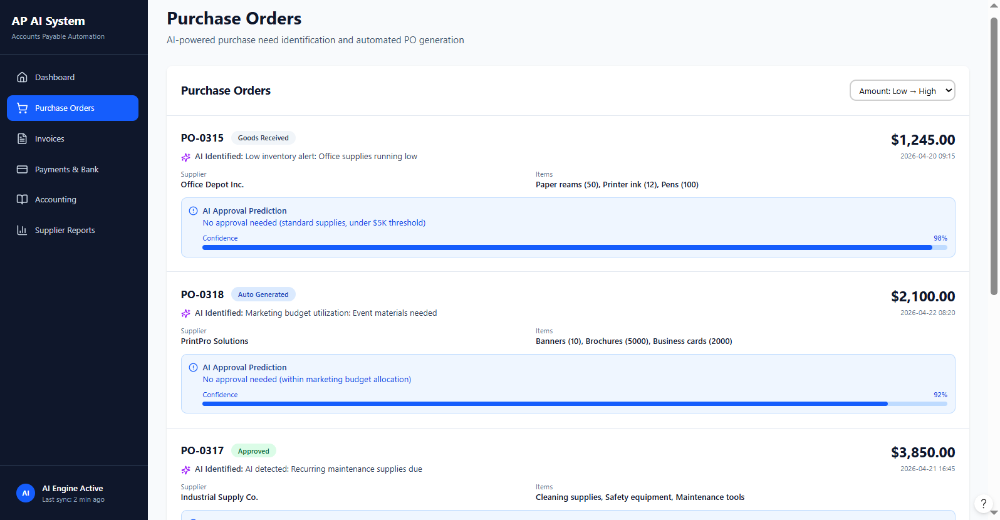 AP AI System
Accounts Payable Automation
Dashboard
Purchase Orders
Invoices
Payments & Bank
Accounting
Supplier Reports
AI
AI Engine Active
Last sync: 2 min ago
Purchase Orders
AI-powered purchase need identification and automated PO generation
Purchase Orders
Amount: Low → High
PO-0315
Goods Received
$1,245.00
AI Identified: Low inventory alert: Office supplies running low
2026-04-20 09:15
Supplier
Items
Office Depot Inc.
Paper reams (50), Printer ink (12), Pens (100)
AI Approval Prediction
No approval needed (standard supplies, under $5K threshold)
Confidence
98%
PO-0318
Auto Generated
$2,100.00
AI Identified: Marketing budget utilization: Event materials needed
2026-04-22 08:20
Supplier
Items
PrintPro Solutions
Banners (10), Brochures (5000), Business cards (2000)
AI Approval Prediction
No approval needed (within marketing budget allocation)
Confidence
92%
PO-0317
Approved
$3,850.00
AI Identified: AI detected: Recurring maintenance supplies due
2026-04-21 16:45
Supplier
Items
Industrial Supply Co.
Cleaning supplies, Safety equipment, Maintenance tools
?